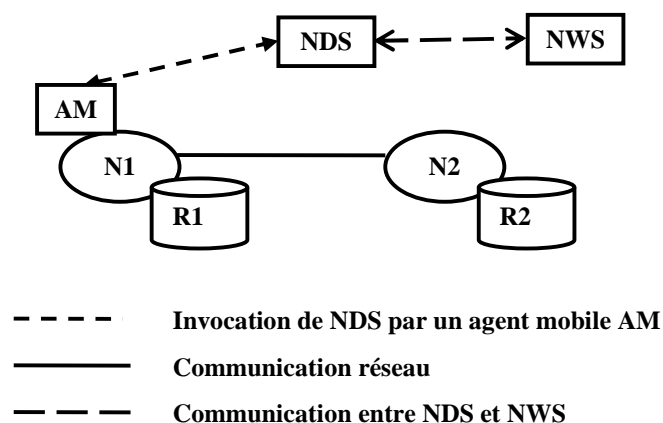 NDS
NWS
AM
N1
N2
R1
R2
Invocation de NDS par un agent mobile AM
Communication réseau
Communication entre NDS et NWS